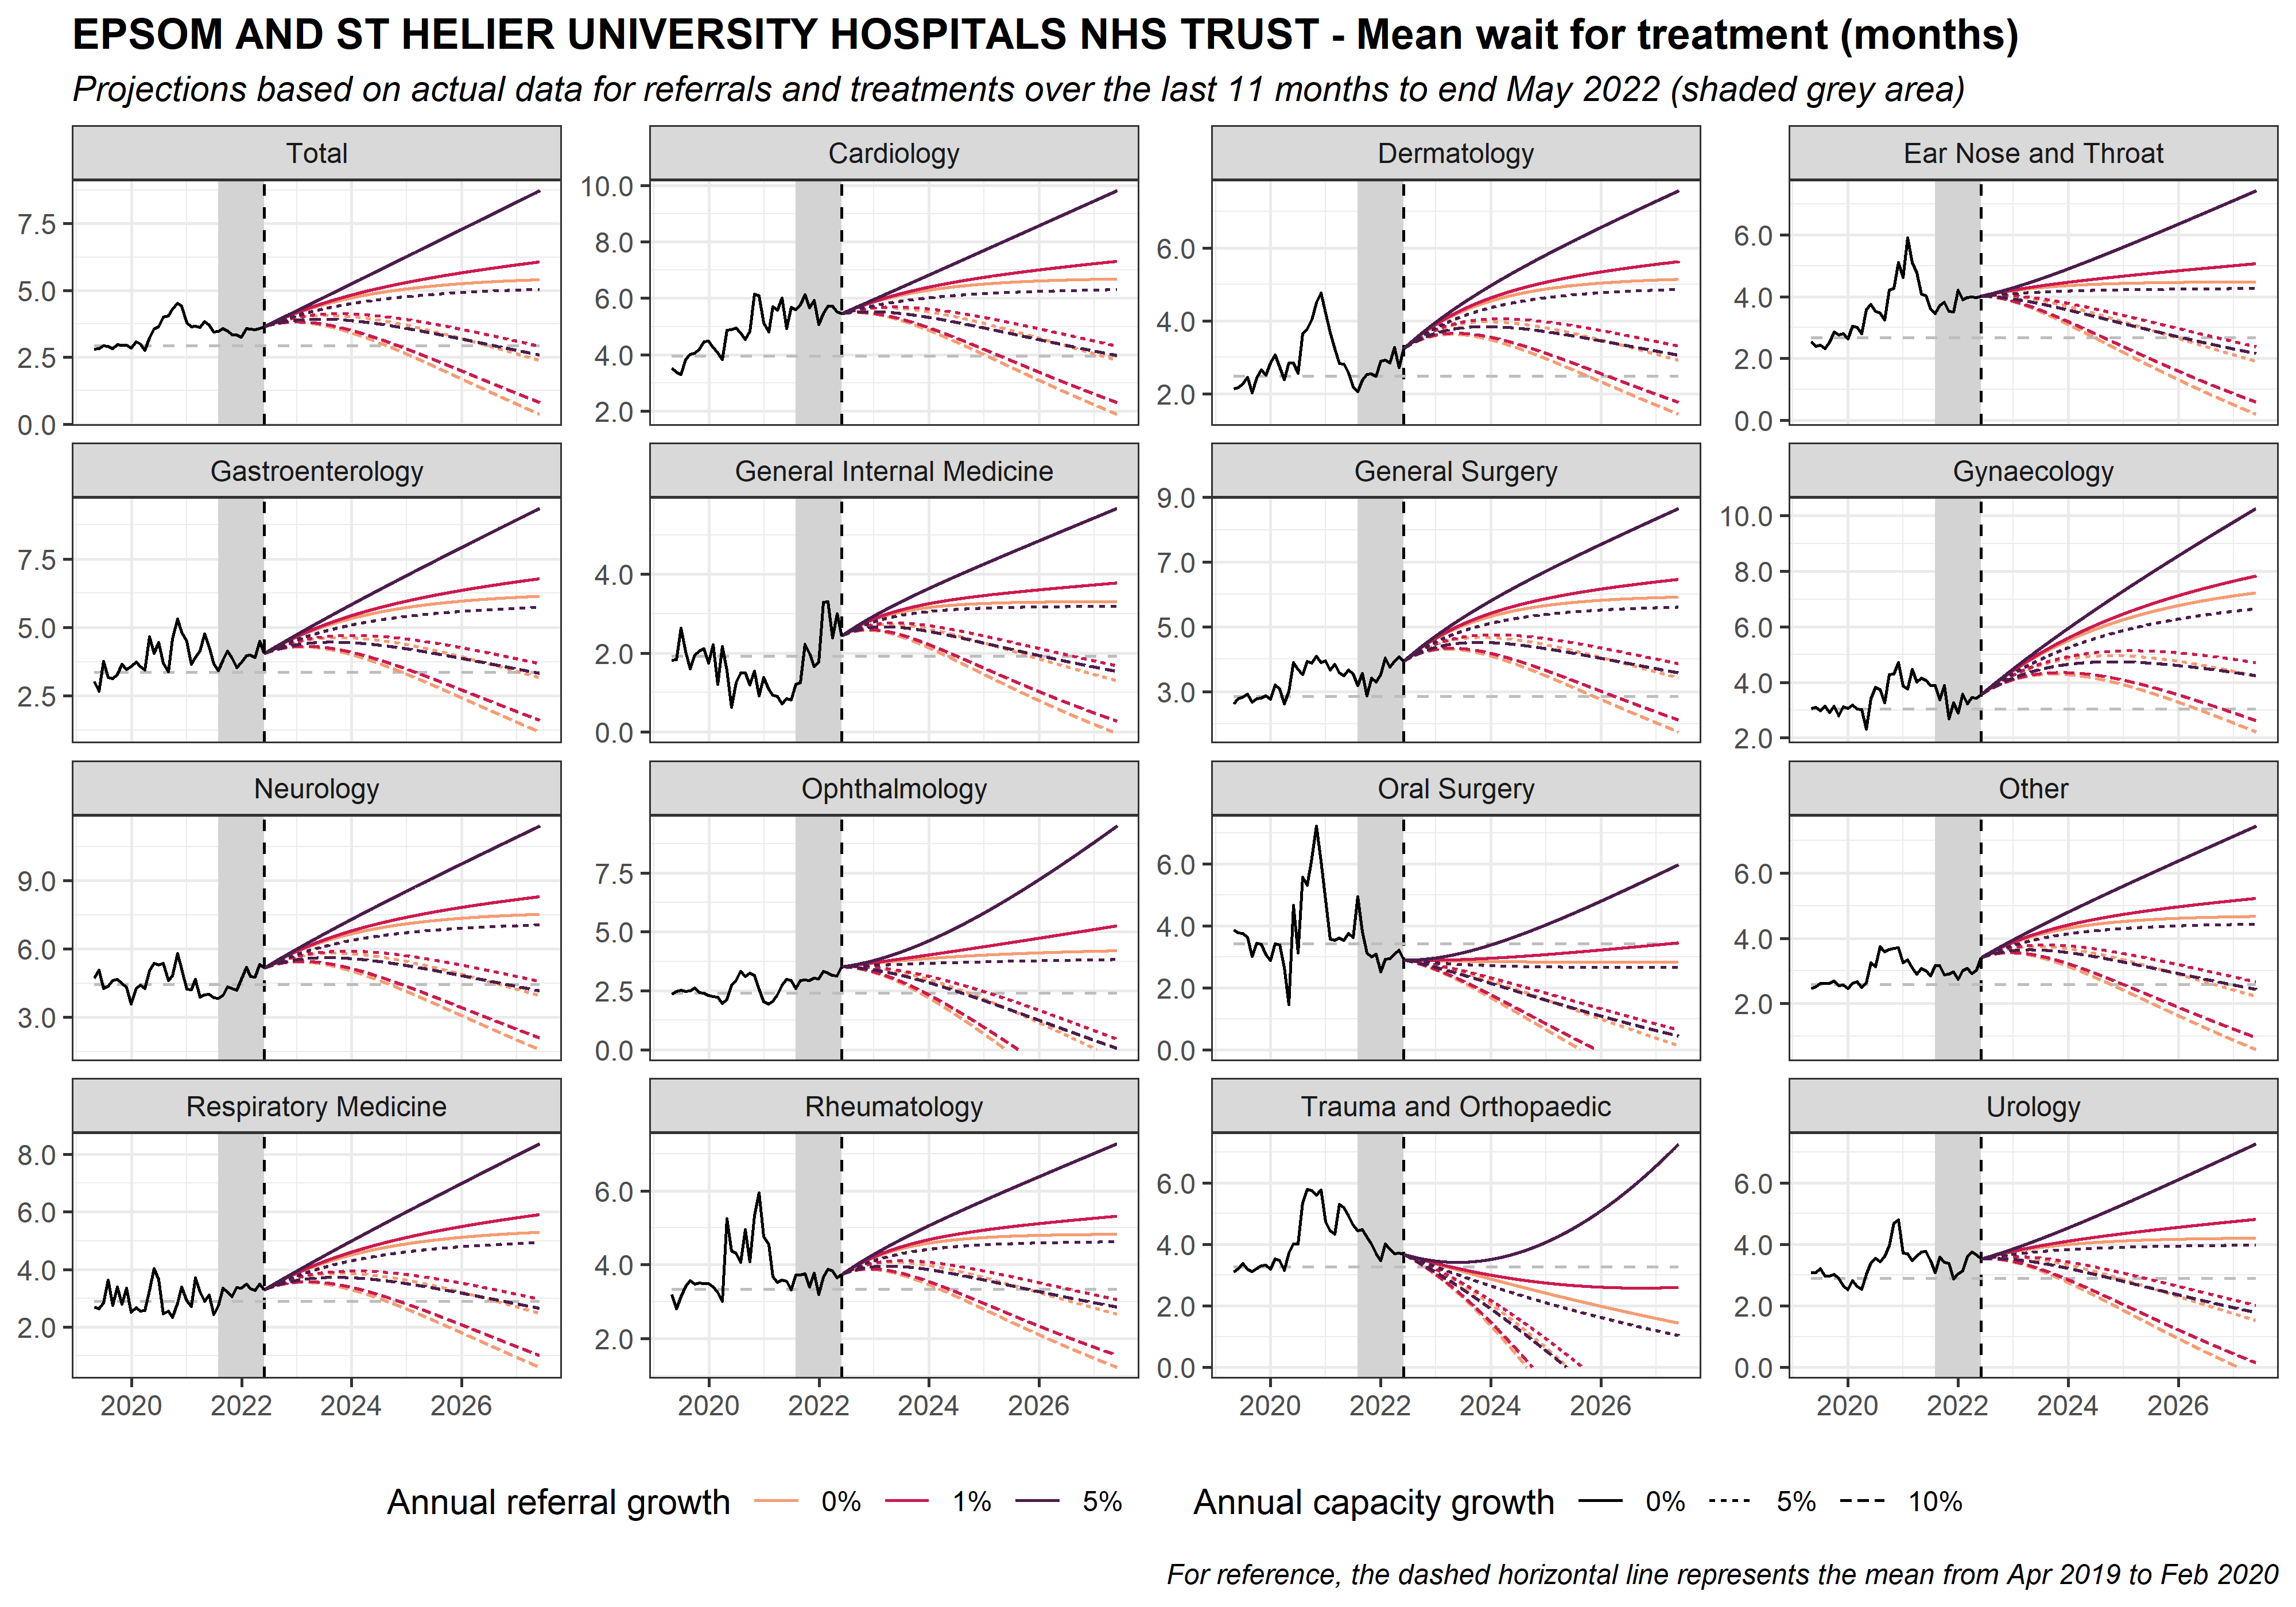 EPSOM AND ST HELIER UNIVERSITY HOSPITALS NHS TRUST - Mean wait for treatment (months)
Projections based on actual data for referrals and treatments over the last 11 months to end May 2022 (shaded grey area)
Total
Cardiology
Dermatology
Ear Nose and Throat
7.5
5.0
2.5
0.0
10.0
8.0
6.0
4.0
2.0
6.0
4.0
2.0
6.0
4.0
2.0
0.0
Gastroenterology
General Internal Medicine
General Surgery
Gynaecology
7.5
5.0
2.5
4.0
2.0
0.0
9.0
7.0
5.0
3.0
10.0
8.0
6.0
4.0
2.0
Neurology
Ophthalmology
Oral Surgery
Other
9.0
6.0
3.0
7.5
5.0
2.5
0.0
6.0
4.0
2.0
0.0
6.0
4.0
2.0
Respiratory Medicine
Rheumatology
Trauma and Orthopaedic
Urology
8.0
6.0
4.0
2.0
6.0
4.0
2.0
6.0
4.0
2.0
0.0
6.0
4.0
2.0
0.0
2020 2022 2024 2026
2020 2022 2024 2026
2020 2022 2024 2026
2020 2022 2024 2026
Annual referral growth 0% 1% 5%
Annual capacity growth 0% 5% 10%
For reference, the dashed horizontal line represents the mean from Apr 2019 to Feb 2020